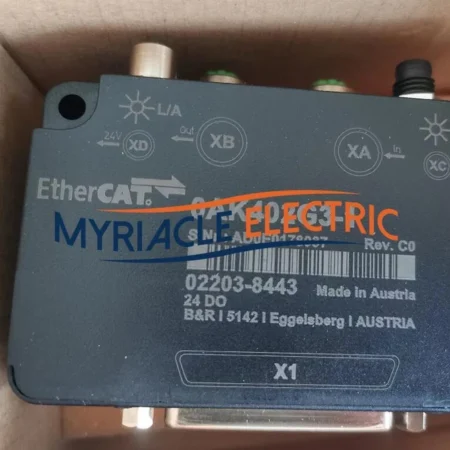 L/A
24V
Out
XD
XB
XA
In
XC
EtherCAT
MYRIACLE ELECTRIC
Rev. C0
02203-8443
Made in Austria
24 DO
B&R I 5142 I Eggelsberg I AUSTRIA
X1